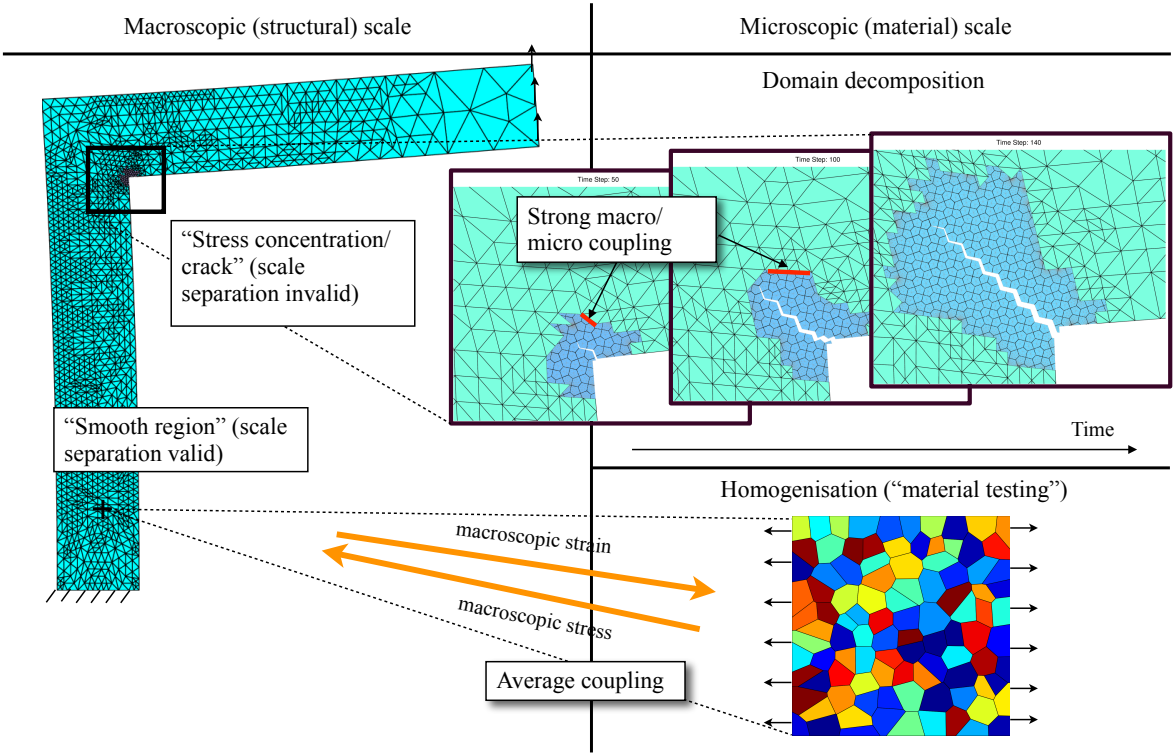 Macroscopic (structural) scale
Microscopic (material) scale
Domain decomposition
Time Step: 50
Time Step: 100
Time Step: 140
Strong macro/
micro coupling
“Stress concentration/
crack” (scale
separation invalid)
“Smooth region” (scale
separation valid)
Time
Homogenisation (“material testing”)
macroscopic strain
macroscopic stress
Average coupling